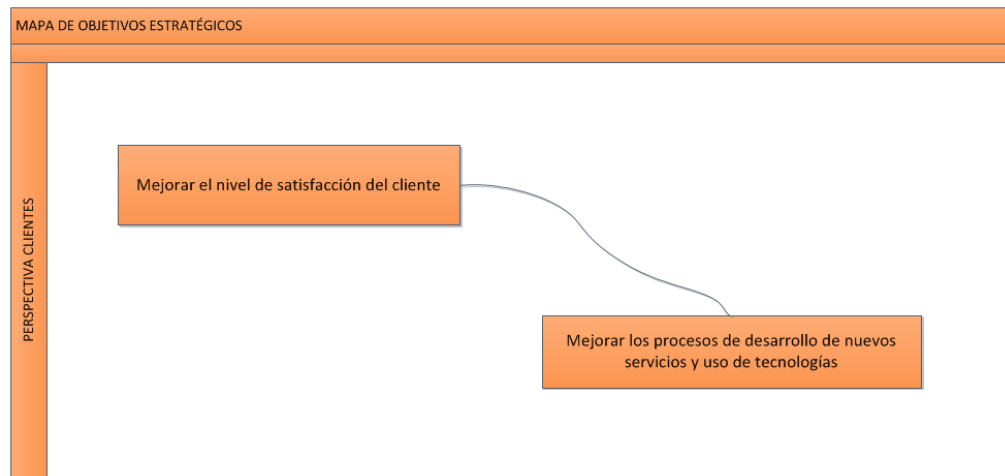 MAPA DE OBJETIVOS ESTRATÉGICOS
PERSPECTIVA CLIENTES
Mejorar el nivel de satisfacción del cliente
Mejorar los procesos de desarrollo de nuevos
servicios y uso de tecnologías